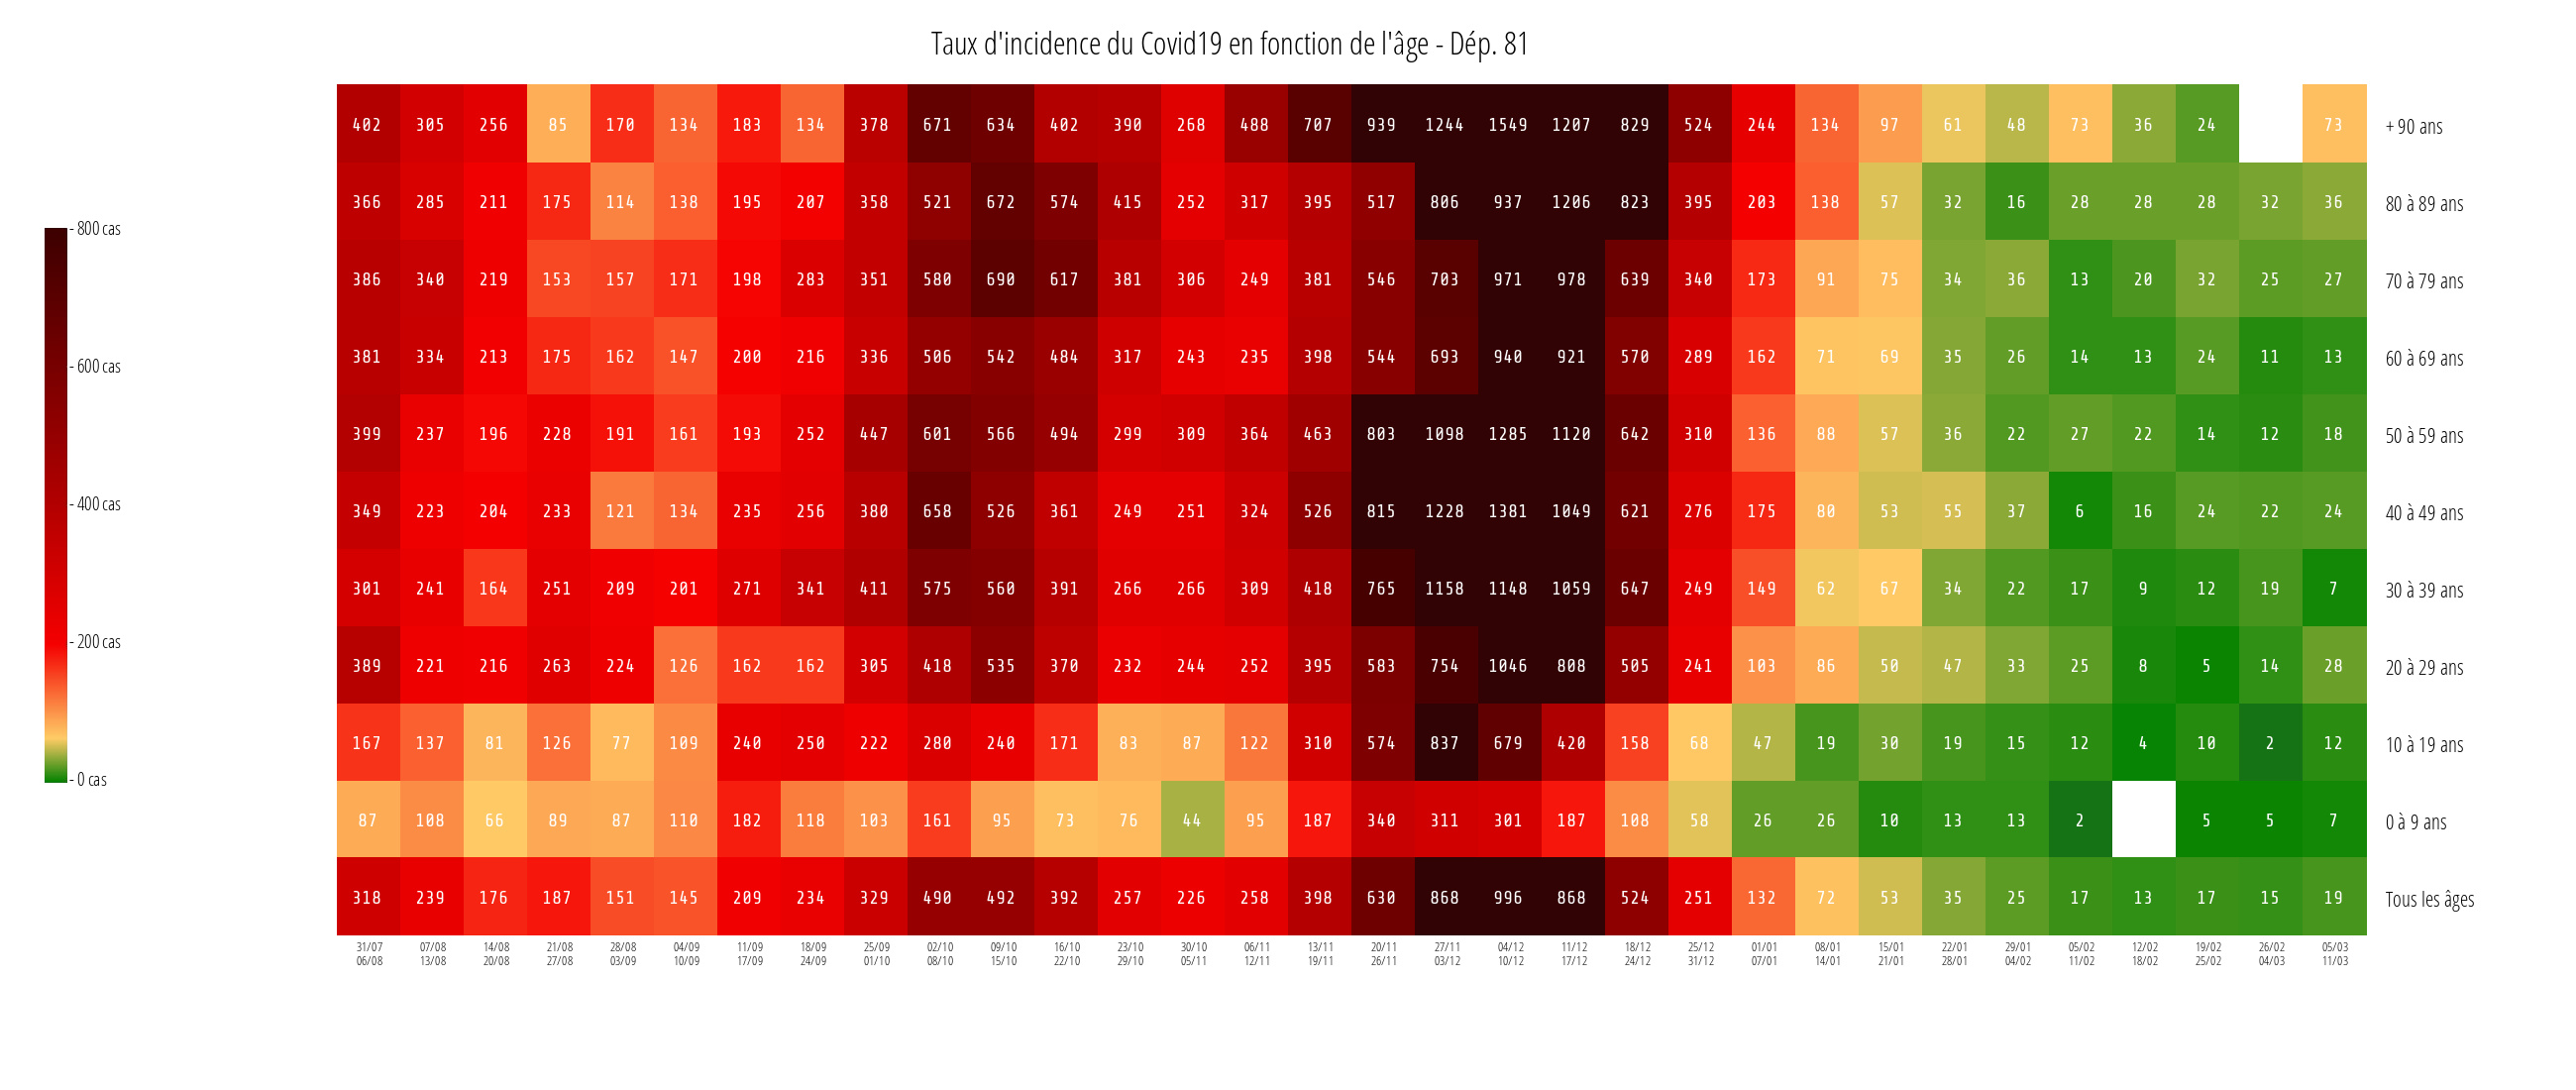 Taux d'incidence du Covid19 en fonction de l'âge - Dép. 81
402 305 256 85 170 134 183 134 378 671 634 402 390 268 488 707 939 1244 1549 1207 829 524 244 134 97 61 48 73 36 24 73 + 90 ans
366 285 211 175 114 138 195 207 358 521 672 574 415 252 317 395 517 806 937 1206 823 395 203 138 57 32 16 28 28 28 32 36 80 à 89 ans
- 800 cas
386 340 219 153 157 171 198 283 351 580 690 617 381 306 249 381 546 703 971 978 639 340 173 91 75 34 36 13 20 32 25 27 70 à 79 ans
381 334 213 175 162 147 200 216 336 506 542 484 317 243 235 398 544 693 940 921 570 289 162 71 69 35 26 14 13 24 11 13 60 à 69 ans
- 600 cas
399 237 196 228 191 161 193 252 447 601 566 494 299 309 364 463 803 1098 1285 1120 642 310 136 88 57 36 22 27 22 14 12 18 50 à 59 ans
- 400 cas
349 223 204 233 121 134 235 256 380 658 526 361 249 251 324 526 815 1228 1381 1049 621 276 175 80 53 55 37 6 16 24 22 24 40 à 49 ans
301 241 164 251 209 201 271 341 411 575 560 391 266 266 309 418 765 1158 1148 1059 647 249 149 62 67 34 22 17 9 12 19 7 30 à 39 ans
- 200 cas
389 221 216 263 224 126 162 162 305 418 535 370 232 244 252 395 583 754 1046 808 505 241 103 86 50 47 33 25 8 5 14 28 20 à 29 ans
167 137 81 126 77 109 240 250 222 280 240 171 83 87 122 310 574 837 679 420 158 68 47 19 30 19 15 12 4 10 2 12 10 à 19 ans
- 0 cas
87 108 66 89 87 110 182 118 103 161 95 73 76 44 95 187 340 311 301 187 108 58 26 26 10 13 13 2 5 5 7 0 à 9 ans
318 239 176 187 151 145 209 234 329 490 492 392 257 226 258 398 630 868 996 868 524 251 132 72 53 35 25 17 13 17 15 19 Tous les âges
31/07 07/08 14/08 21/08 28/08 04/09 11/09 18/09 25/09 02/10 09/10 16/10 23/10 30/10 06/11 13/11 20/11 27/11 04/12 11/12 18/12 25/12 01/01 08/01 15/01 22/01 29/01 05/02 12/02 19/02 26/02 05/03
06/08 13/08 20/08 27/08 03/09 10/09 17/09 24/09 01/10 08/10 15/10 22/10 29/10 05/11 12/11 19/11 26/11 03/12 10/12 17/12 24/12 31/12 07/01 14/01 21/01 28/01 04/02 11/02 18/02 25/02 04/03 11/03